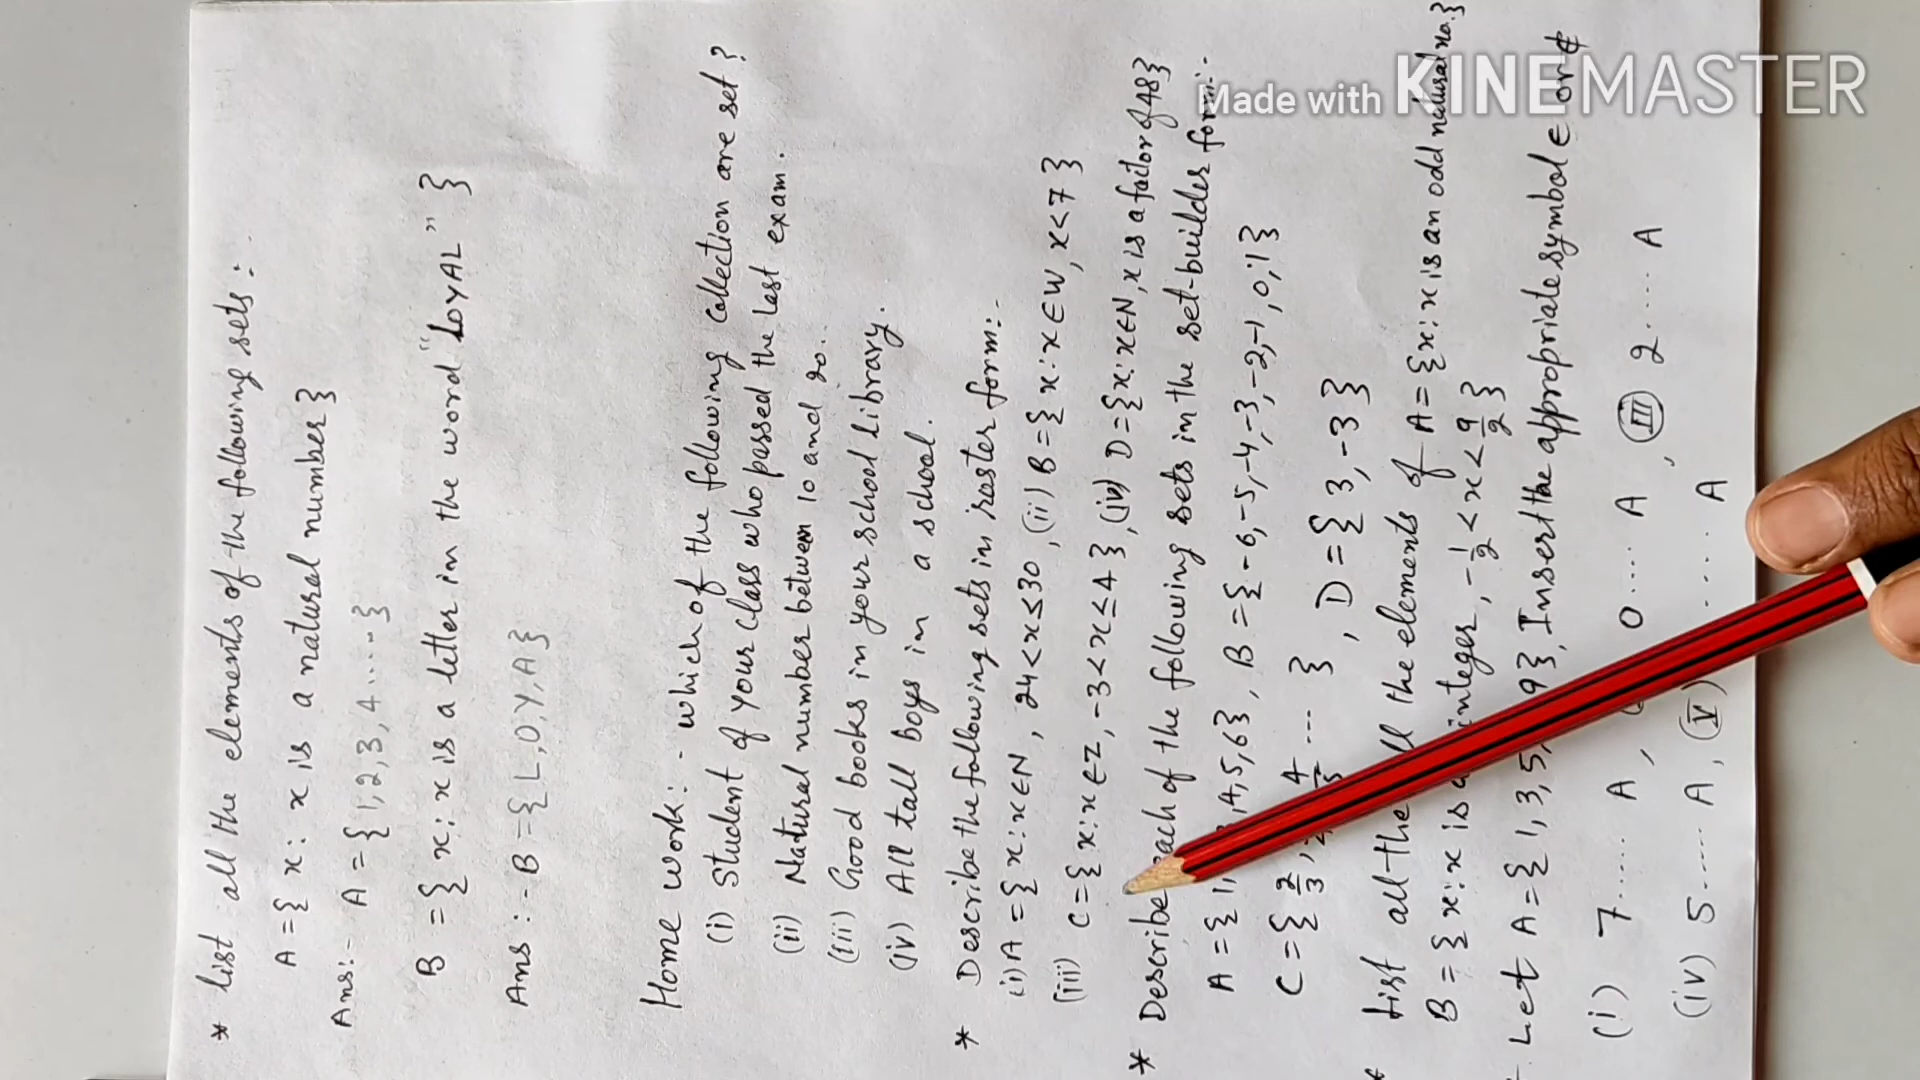 * List all the elements of the following sets:
A={ x: x is a natural number}
Ans:- A = {1,2,3,4.....}
B = { x: x is a letter in the word "LOYAL" }
Ans:- B={L,O,Y,A}
Home work:- which of the following collection are set?
(i) Student of your class who passed the last exam.
(ii) Natural number between 10 and 20.
(iii) Good books in your school library.
(iv) All tall boys in a school.
* Describe the following sets in roster form:-
(i) A={x:x∈N, 24<x≤30, (ii) B={x:x∈W, x<7}
(iii) C={x:x∈Z, -3<x≤4}, (iv) D={x:x∈N, x is a factor of 48}
* Describe each of the following sets in the set-builder form:-
A={1, 4,5,6}, B={-6,-5,-4,-3,-2,-1,0,1}
C={2/3, ... }, D={3,-3}
* List all the elements of A={x:x is an odd natural no.}
B={x:x is integer, -1/2<x<9/2}
Let A={1,3,5, 9}, Insert the appropriate symbol ∈ or ∉
(i) 7..... A, 0.... A, (III) 2.... A
(iv) 5..... A, (V) .... A
Made with KINEMASTER